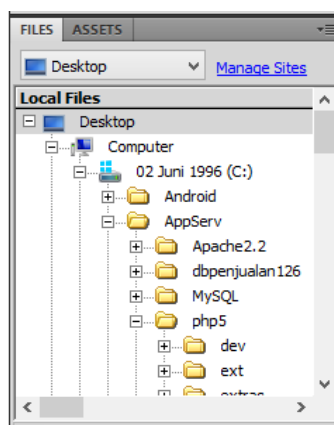 FILES ASSETS
Desktop Manage Sites
Local Files
Desktop
Computer
02 Juni 1996 (C:)
Android
AppServ
Apache2.2
dbpenjualan126
MySQL
php5
dev
ext
extras